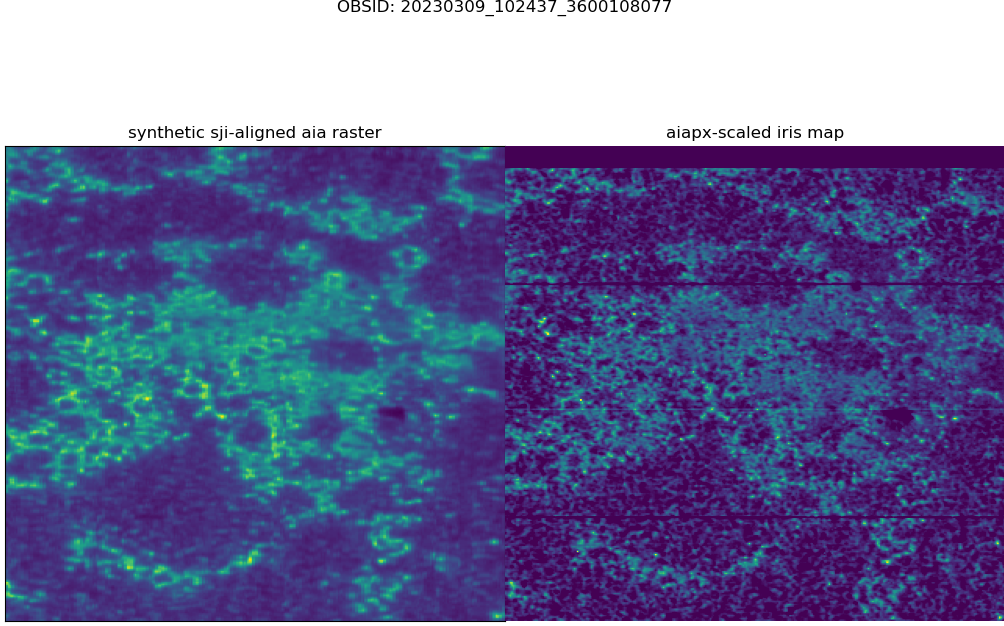 OBSID: 20230309_102437_3600108077
synthetic sji-aligned aia raster
aiapx-scaled iris map